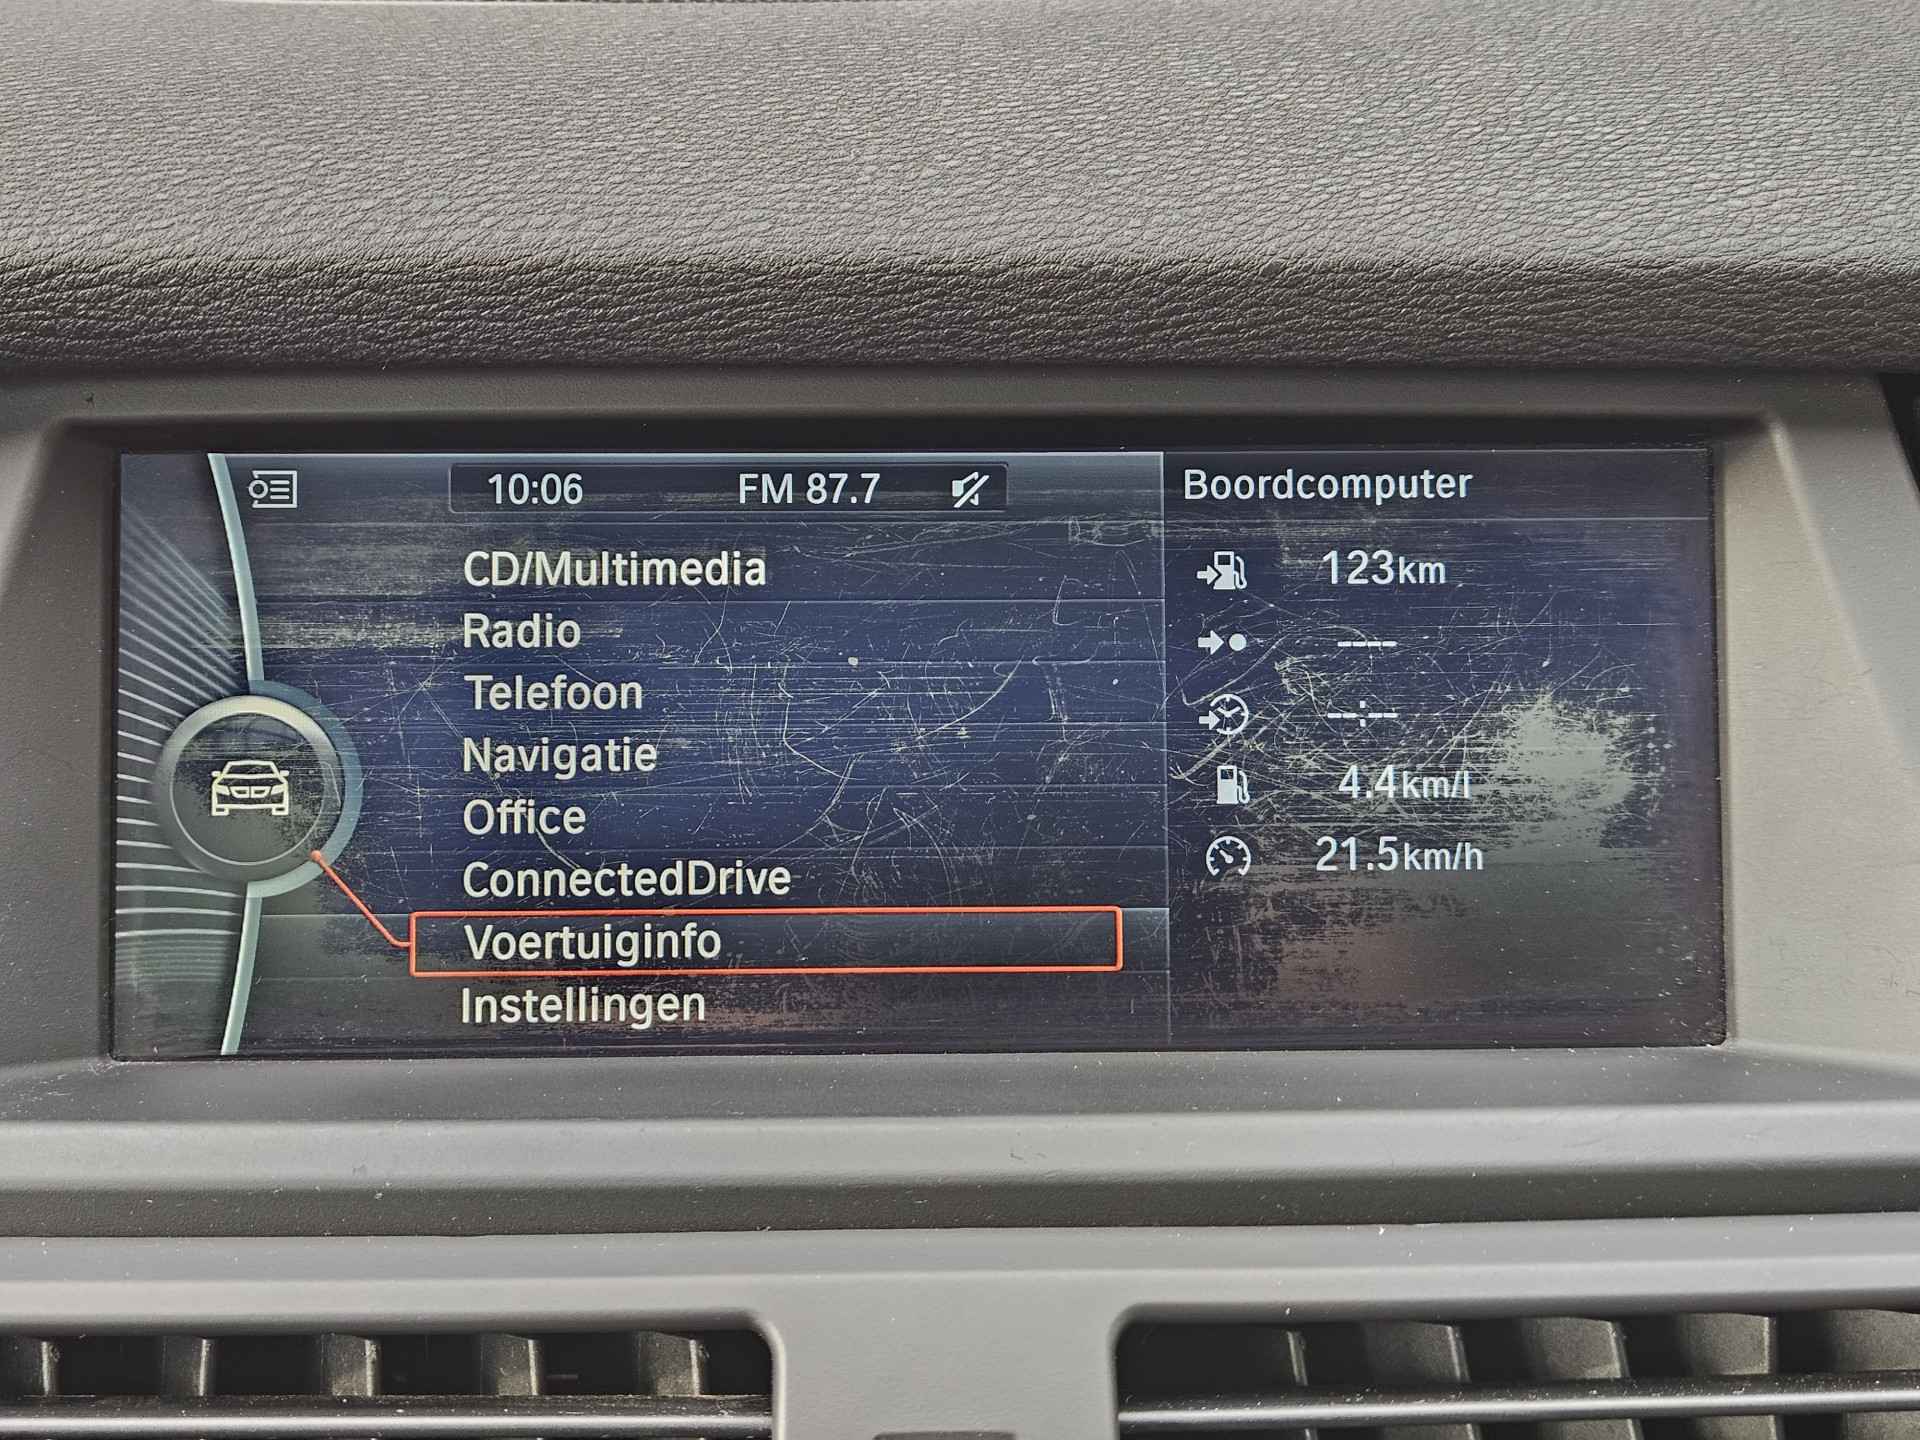 10:06 FM 87.7
CD/Multimedia
Radio
Telefoon
Navigatie
Office
ConnectedDrive
Voertuiginfo
Instellingen
Boordcomputer
123km
----
--:--
4.4km/l
21.5km/h